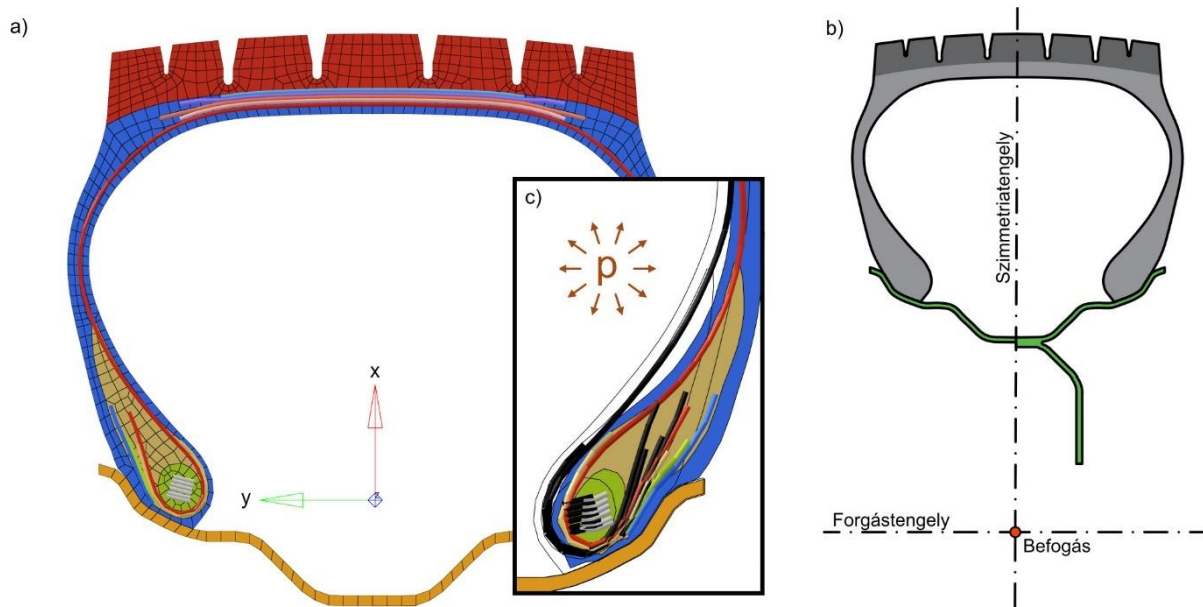 a)
x
y
z
c)
p
b)
Szimmetriatengely
Forgástengely
Befogás